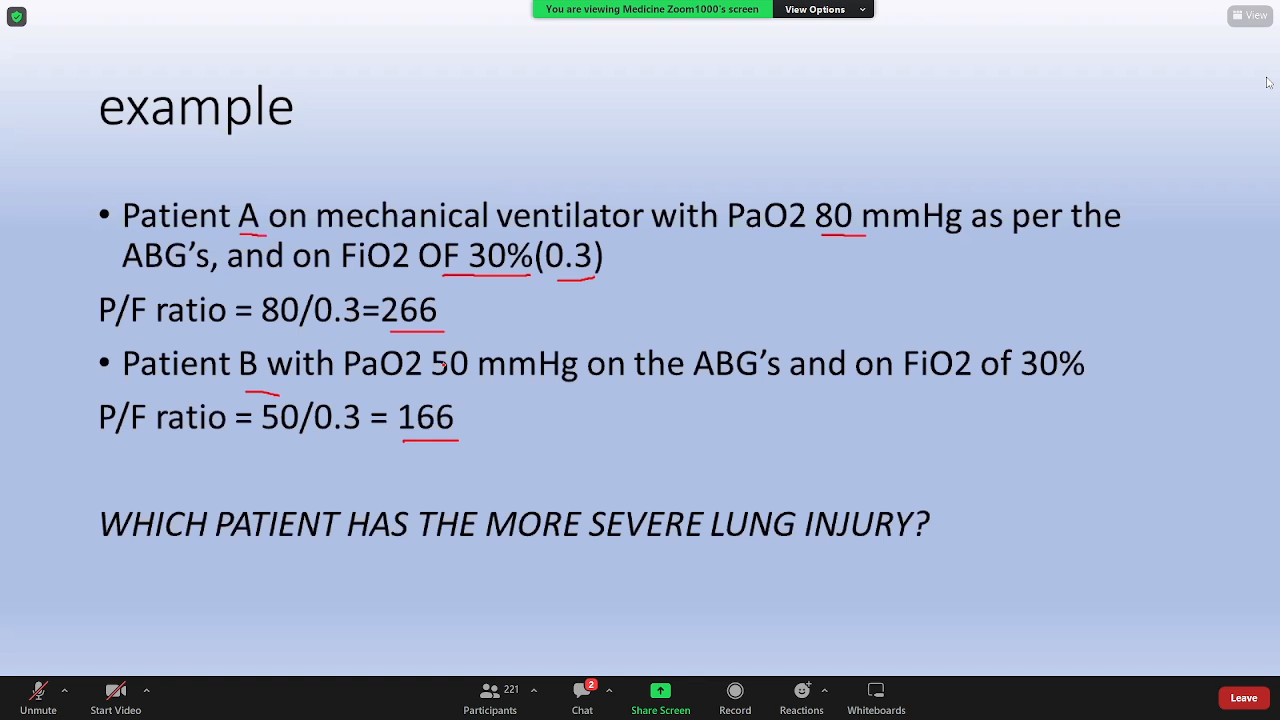 You are viewing Medicine Zoom1000's screen
View Options
View
example
• Patient A on mechanical ventilator with PaO2 80 mmHg as per the
ABG’s, and on FiO2 OF 30%(0.3)
P/F ratio = 80/0.3=266
• Patient B with PaO2 50 mmHg on the ABG’s and on FiO2 of 30%
P/F ratio = 50/0.3 = 166
WHICH PATIENT HAS THE MORE SEVERE LUNG INJURY?
Unmute
Start Video
221
Participants
2
Chat
Share Screen
Record
Reactions
Whiteboards
Leave